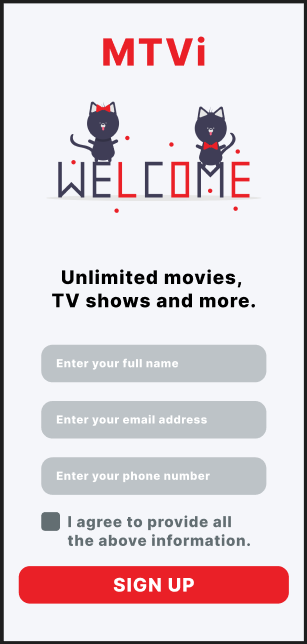 MTVi
WELCOME
Unlimited movies,
TV shows and more.
Enter your full name
Enter your email address
Enter your phone number
I agree to provide all
the above information.
SIGN UP